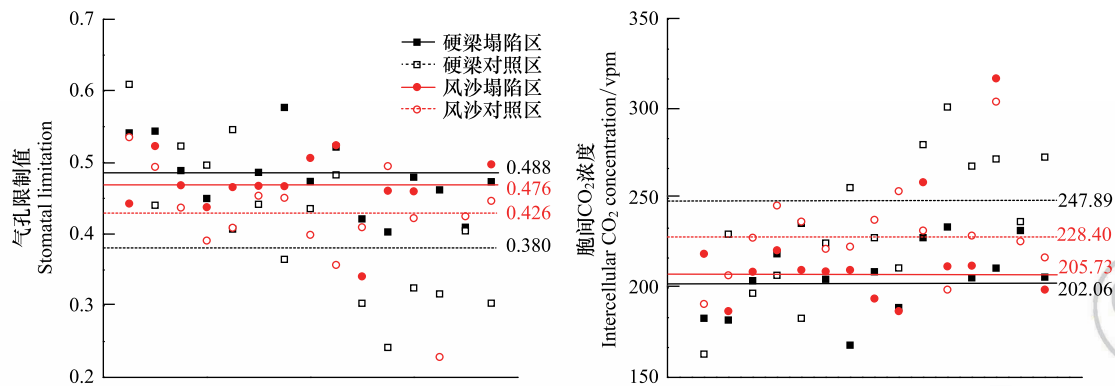 0.7
0.6
0.5
0.4
0.3
0.2
气孔限制值
Stomatal limitation
硬梁塌陷区
硬梁对照区
风沙塌陷区
风沙对照区
0.488
0.476
0.426
0.380
350
300
250
200
150
胞间CO₂浓度
Intercellular CO₂ concentration/vpm
247.89
228.40
205.73
202.06